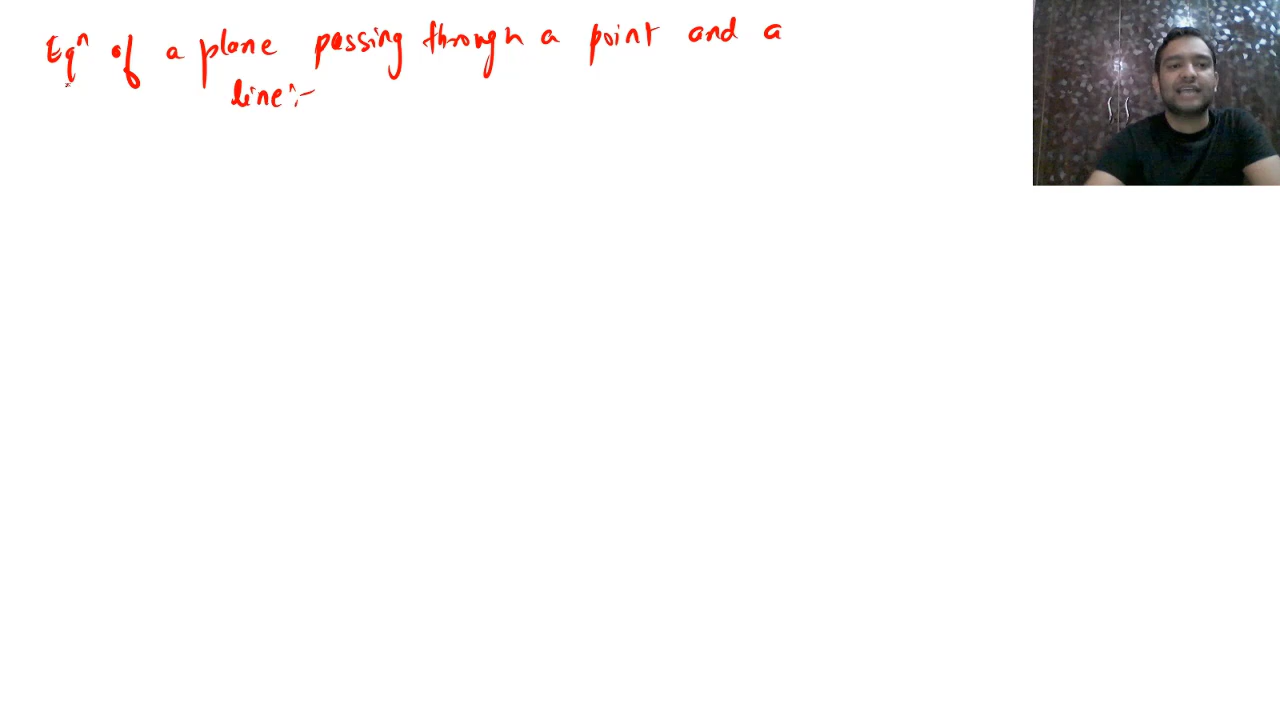 Eqⁿ of a plane passing through a point and a
line :-